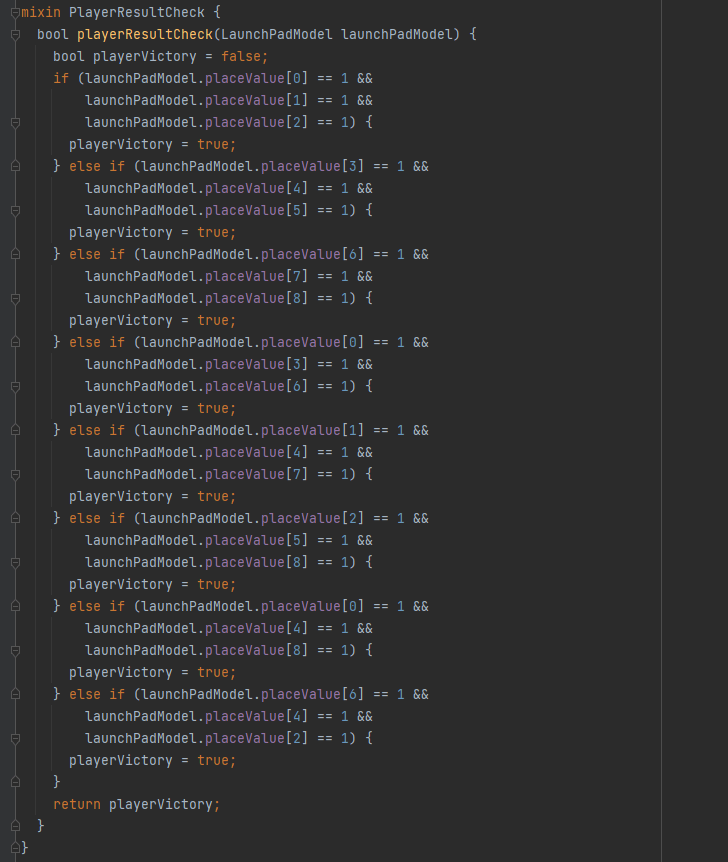 mixin PlayerResultCheck {
  bool playerResultCheck(LaunchPadModel launchPadModel) {
    bool playerVictory = false;
    if (launchPadModel.placeValue[0] == 1 &&
        launchPadModel.placeValue[1] == 1 &&
        launchPadModel.placeValue[2] == 1) {
      playerVictory = true;
    } else if (launchPadModel.placeValue[3] == 1 &&
        launchPadModel.placeValue[4] == 1 &&
        launchPadModel.placeValue[5] == 1) {
      playerVictory = true;
    } else if (launchPadModel.placeValue[6] == 1 &&
        launchPadModel.placeValue[7] == 1 &&
        launchPadModel.placeValue[8] == 1) {
      playerVictory = true;
    } else if (launchPadModel.placeValue[0] == 1 &&
        launchPadModel.placeValue[3] == 1 &&
        launchPadModel.placeValue[6] == 1) {
      playerVictory = true;
    } else if (launchPadModel.placeValue[1] == 1 &&
        launchPadModel.placeValue[4] == 1 &&
        launchPadModel.placeValue[7] == 1) {
      playerVictory = true;
    } else if (launchPadModel.placeValue[2] == 1 &&
        launchPadModel.placeValue[5] == 1 &&
        launchPadModel.placeValue[8] == 1) {
      playerVictory = true;
    } else if (launchPadModel.placeValue[0] == 1 &&
        launchPadModel.placeValue[4] == 1 &&
        launchPadModel.placeValue[8] == 1) {
      playerVictory = true;
    } else if (launchPadModel.placeValue[6] == 1 &&
        launchPadModel.placeValue[4] == 1 &&
        launchPadModel.placeValue[2] == 1) {
      playerVictory = true;
    }
    return playerVictory;
  }
}